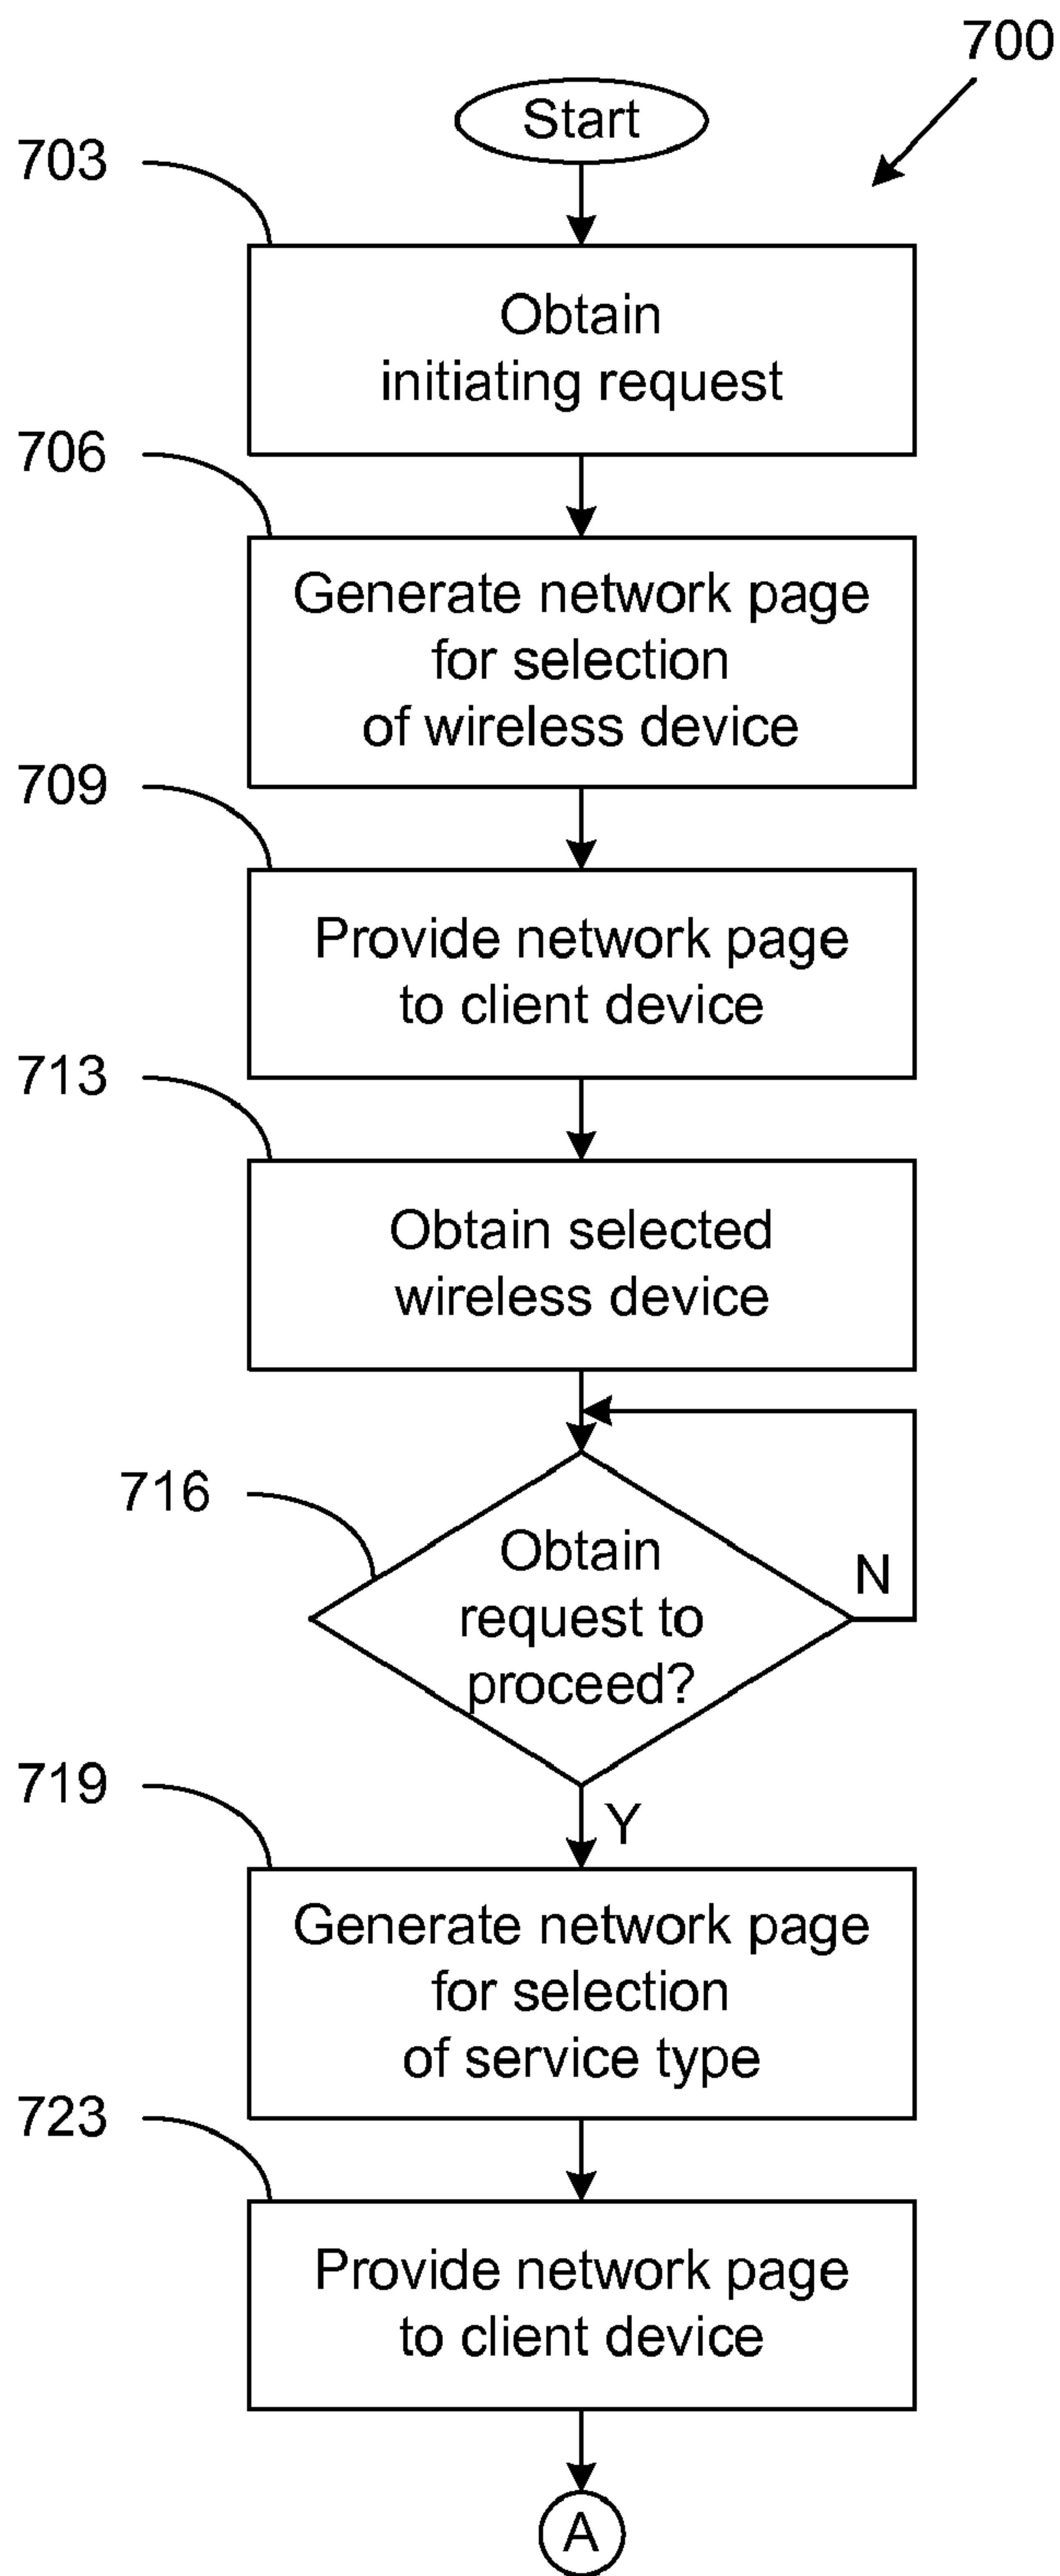 700
Start
703
Obtain
initiating request
706
Generate network page
for selection
of wireless device
709
Provide network page
to client device
713
Obtain selected
wireless device
716
Obtain
request to
proceed?
N
Y
719
Generate network page
for selection
of service type
723
Provide network page
to client device
A